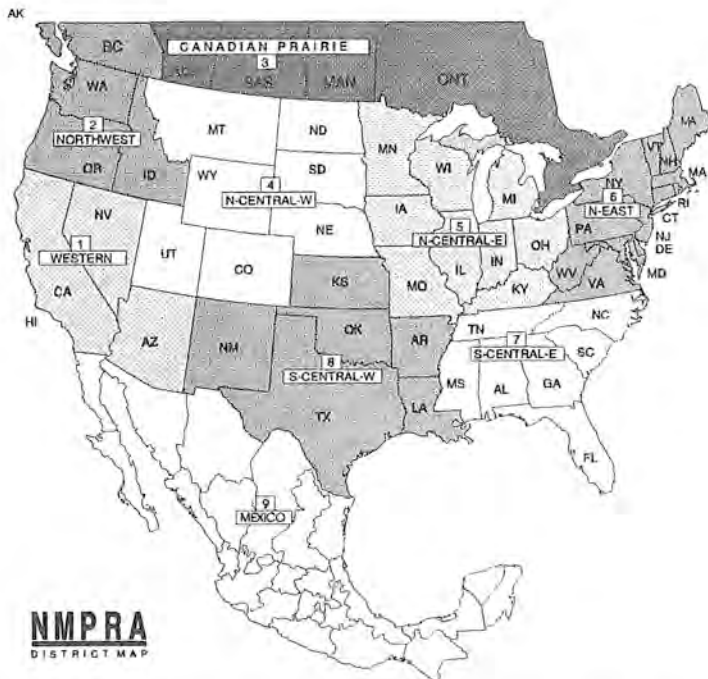 AK
BC
CANADIAN PRAIRIE
3
SAS
MAN
ONT
WA
2
NORTHWEST
OR
ID
MT
ND
MN
WY
4
N-CENTRAL-W
SD
NE
WI
MI
IA
5
N-CENTRAL-E
IL
IN
OH
MO
KY
MA
VT
NH
MA
NY
6
N-EAST
RI
CT
PA
NJ
DE
MD
WV
VA
NV
1
WESTERN
CA
HI
UT
CO
AZ
KS
NM
OK
AR
8
S-CENTRAL-W
TX
LA
TN
NC
7
S-CENTRAL-E
SC
MS
AL
GA
FL
9
MEXICO
NMPRA
DISTRICT MAP